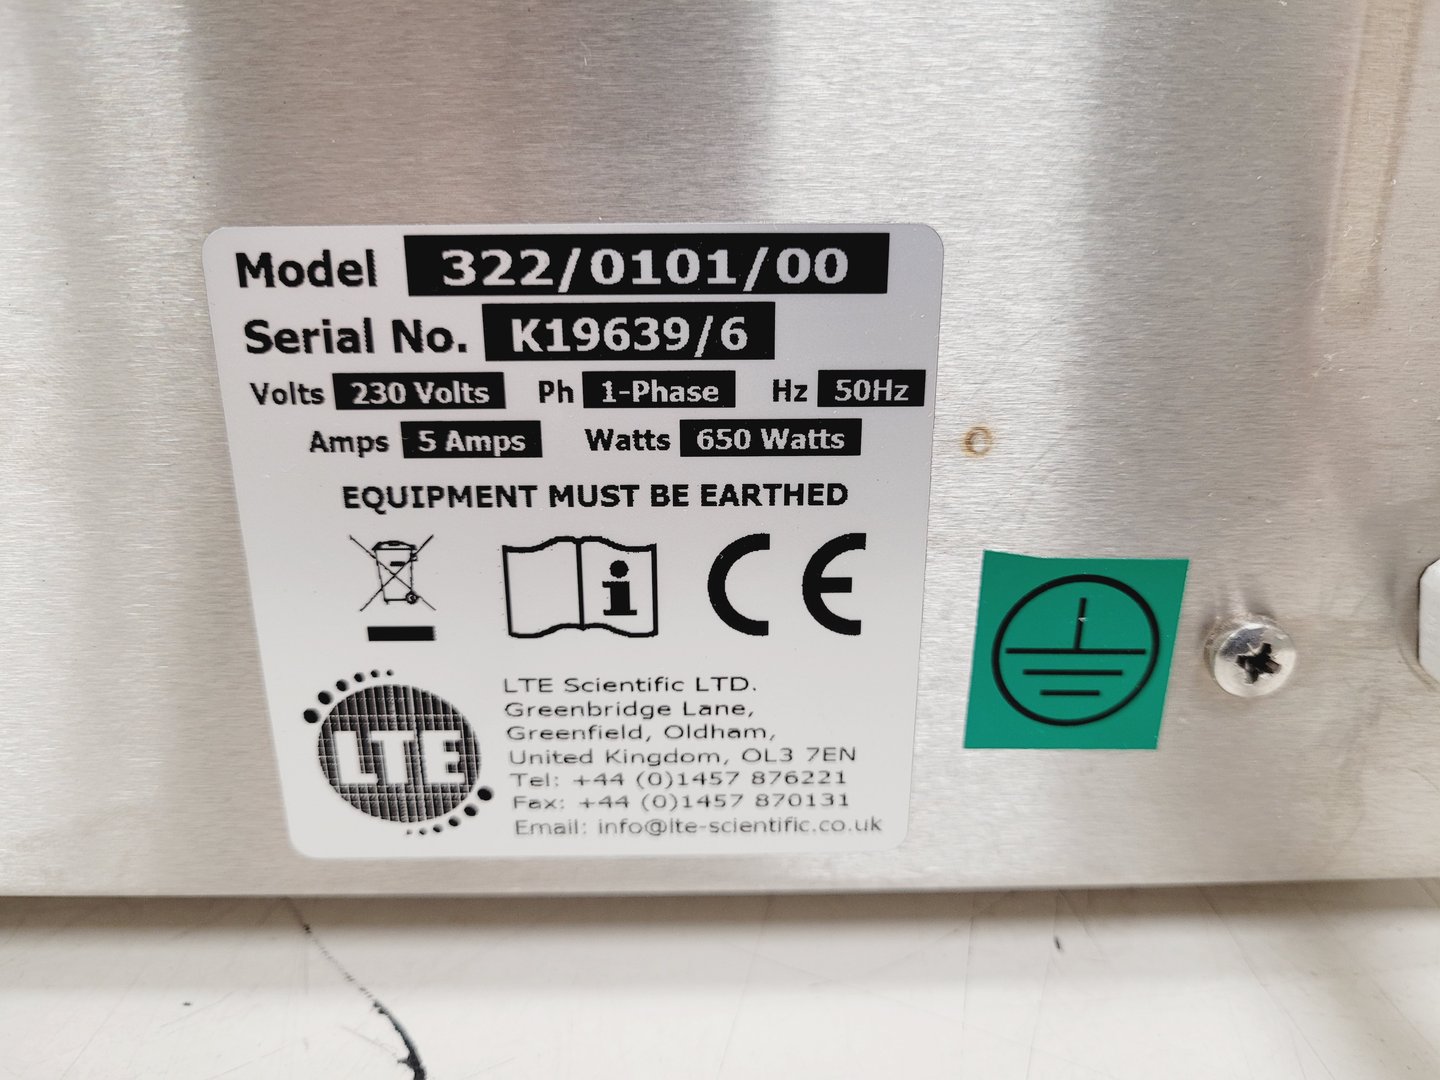 Model 322/0101/00
Serial No. K19639/6
Volts 230 Volts Ph 1-Phase Hz 50Hz
Amps 5 Amps Watts 650 Watts
EQUIPMENT MUST BE EARTHED
i CE
LTE
LTE Scientific LTD.
Greenbridge Lane,
Greenfield, Oldham,
United Kingdom, OL3 7EN
Tel: +44 (0)1457 876221
Fax: +44 (0)1457 870131
Email: info@lte-scientific.co.uk